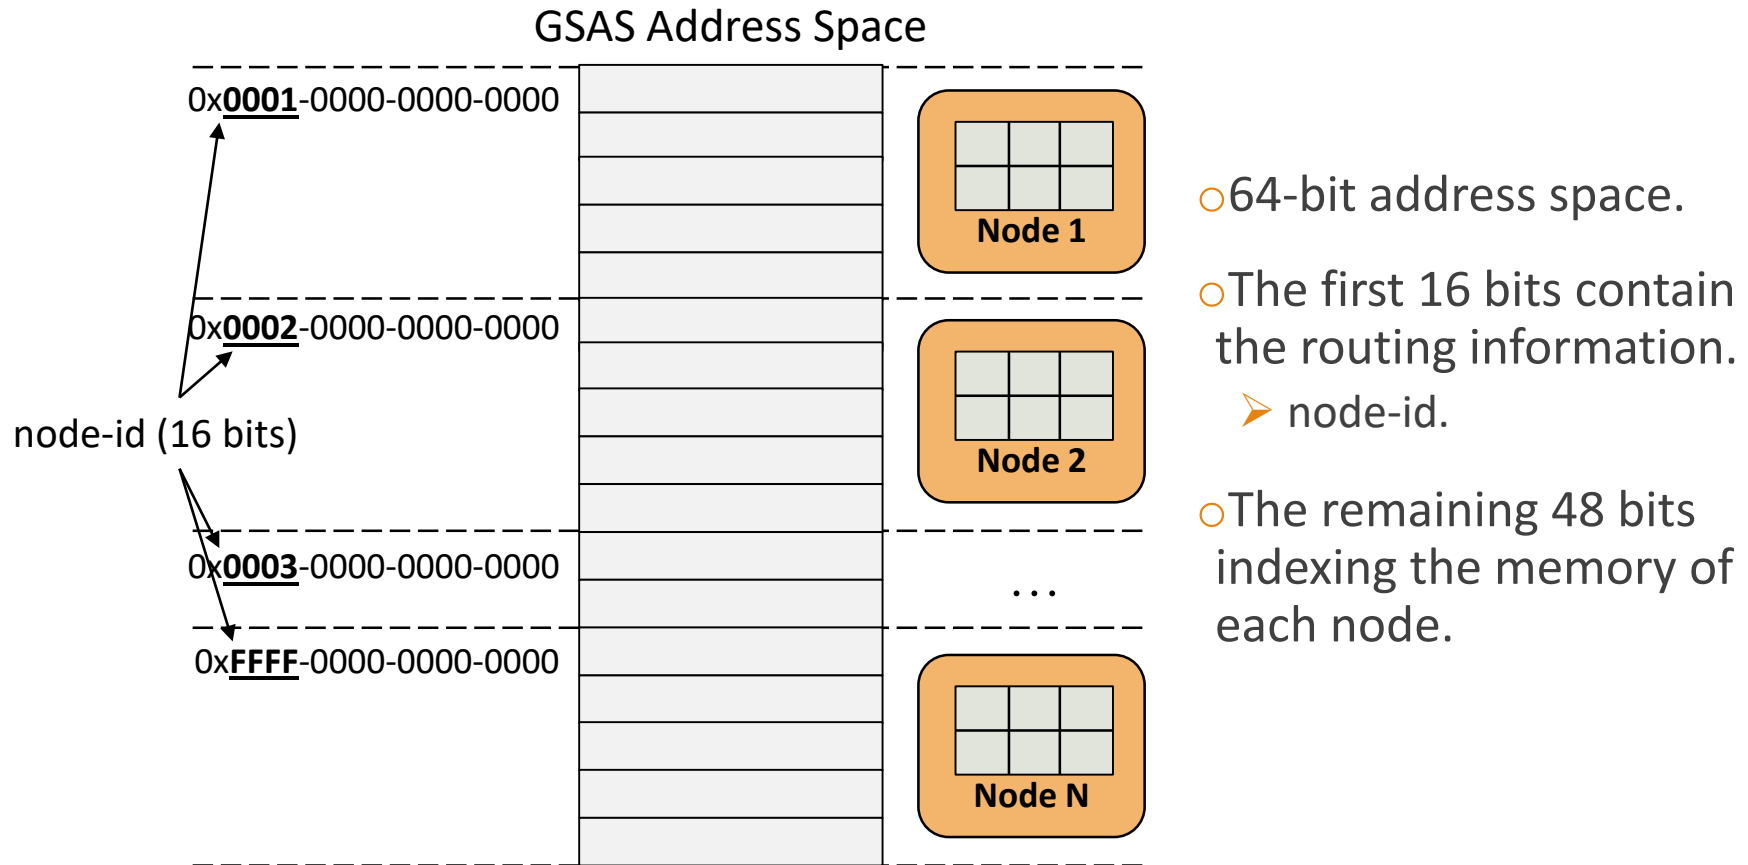 GSAS Address Space
0x0001-0000-0000-0000
0x0002-0000-0000-0000
node-id (16 bits)
0x0003-0000-0000-0000
0xFFFF-0000-0000-0000
Node 1
Node 2
...
Node N
64-bit address space.
The first 16 bits contain
the routing information.
node-id.
The remaining 48 bits
indexing the memory of
each node.